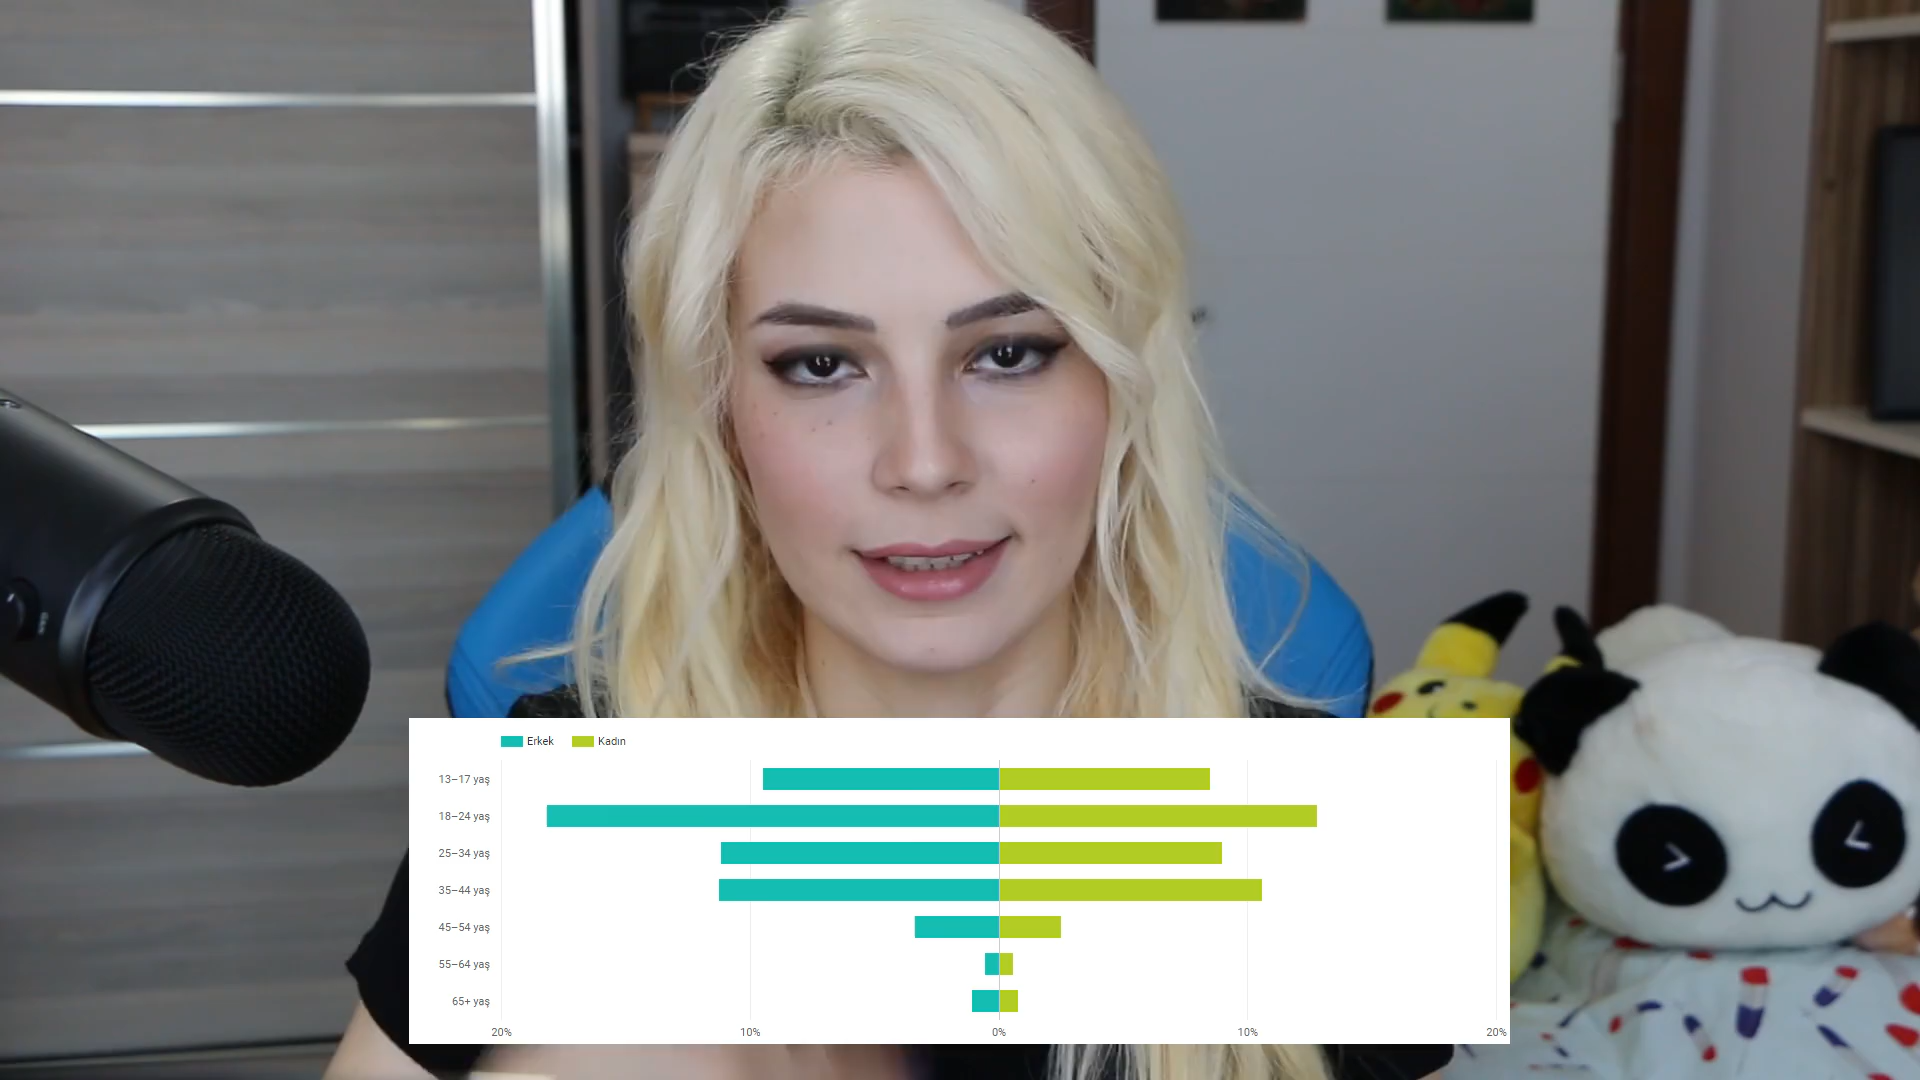 Erkek Kadın
13–17 yaş
18–24 yaş
25–34 yaş
35–44 yaş
45–54 yaş
55–64 yaş
65+ yaş
20% 10% 0% 10% 20%